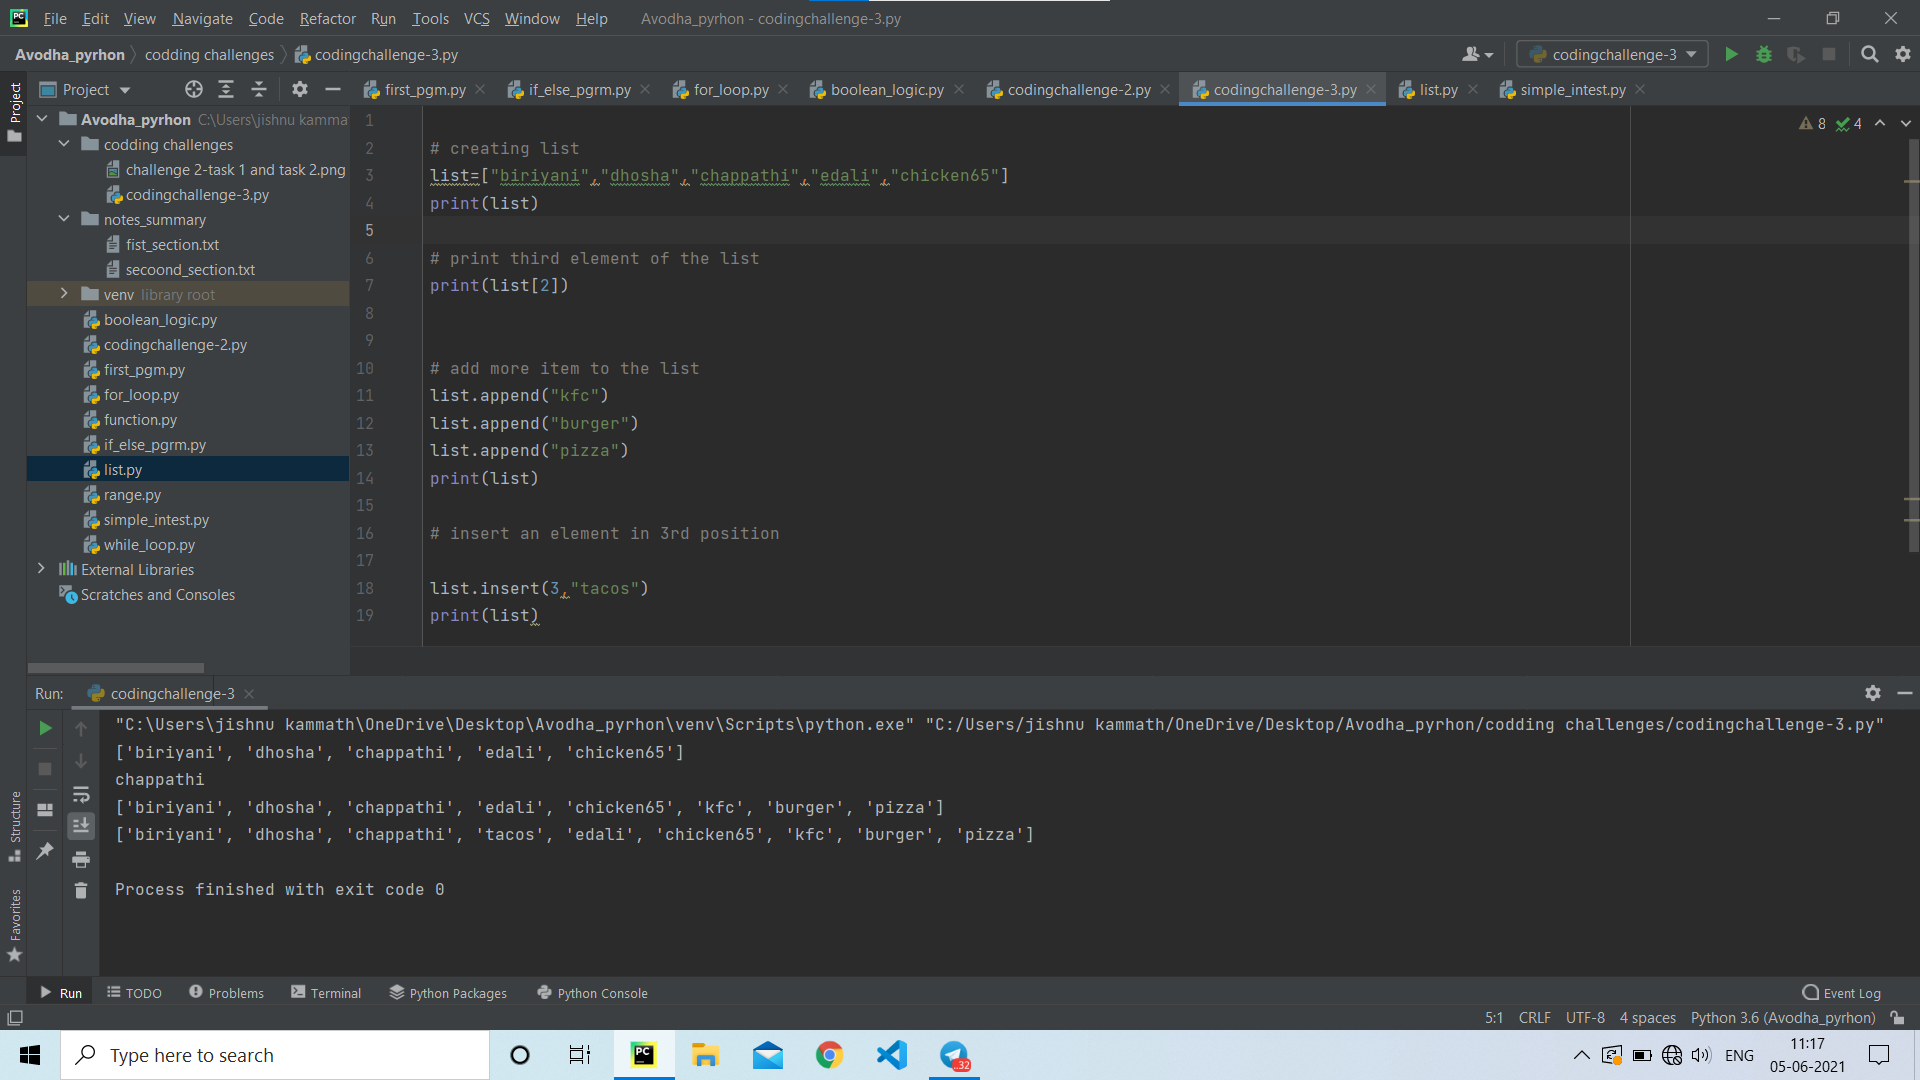 File Edit View Navigate Code Refactor Run Tools VCS Window Help Avodha_pyrhon - codingchallenge-3.py
Avodha_pyrhon codding challenges codingchallenge-3.py codingchallenge-3
Project first_pgm.py if_else_pgrm.py for_loop.py boolean_logic.py codingchallenge-2.py codingchallenge-3.py list.py simple_intest.py
Project
Avodha_pyrhon C:\Users\jishnu kammat
codding challenges
challenge 2-task 1 and task 2.png
codingchallenge-3.py
notes_summary
fist_section.txt
secoond_section.txt
venv library root
boolean_logic.py
codingchallenge-2.py
first_pgm.py
for_loop.py
function.py
if_else_pgrm.py
list.py
range.py
simple_intest.py
while_loop.py
External Libraries
Scratches and Consoles
8 4
1
2 # creating list
3 list=["biriyani","dhosha","chappathi","edali","chicken65"]
4 print(list)
5
6 # print third element of the list
7 print(list[2])
8
9
10 # add more item to the list
11 list.append("kfc")
12 list.append("burger")
13 list.append("pizza")
14 print(list)
15
16 # insert an element in 3rd position
17
18 list.insert(3,"tacos")
19 print(list)
Run: codingchallenge-3
"C:\Users\jishnu kammath\OneDrive\Desktop\Avodha_pyrhon\venv\Scripts\python.exe" "C:/Users/jishnu kammath/OneDrive/Desktop/Avodha_pyrhon/codding challenges/codingchallenge-3.py"
['biriyani', 'dhosha', 'chappathi', 'edali', 'chicken65']
chappathi
['biriyani', 'dhosha', 'chappathi', 'edali', 'chicken65', 'kfc', 'burger', 'pizza']
['biriyani', 'dhosha', 'chappathi', 'tacos', 'edali', 'chicken65', 'kfc', 'burger', 'pizza']
Process finished with exit code 0
Structure
Favorites
Run TODO Problems Terminal Python Packages Python Console Event Log
5:1 CRLF UTF-8 4 spaces Python 3.6 (Avodha_pyrhon)
Type here to search PC ..32 ENG 11:17
05-06-2021